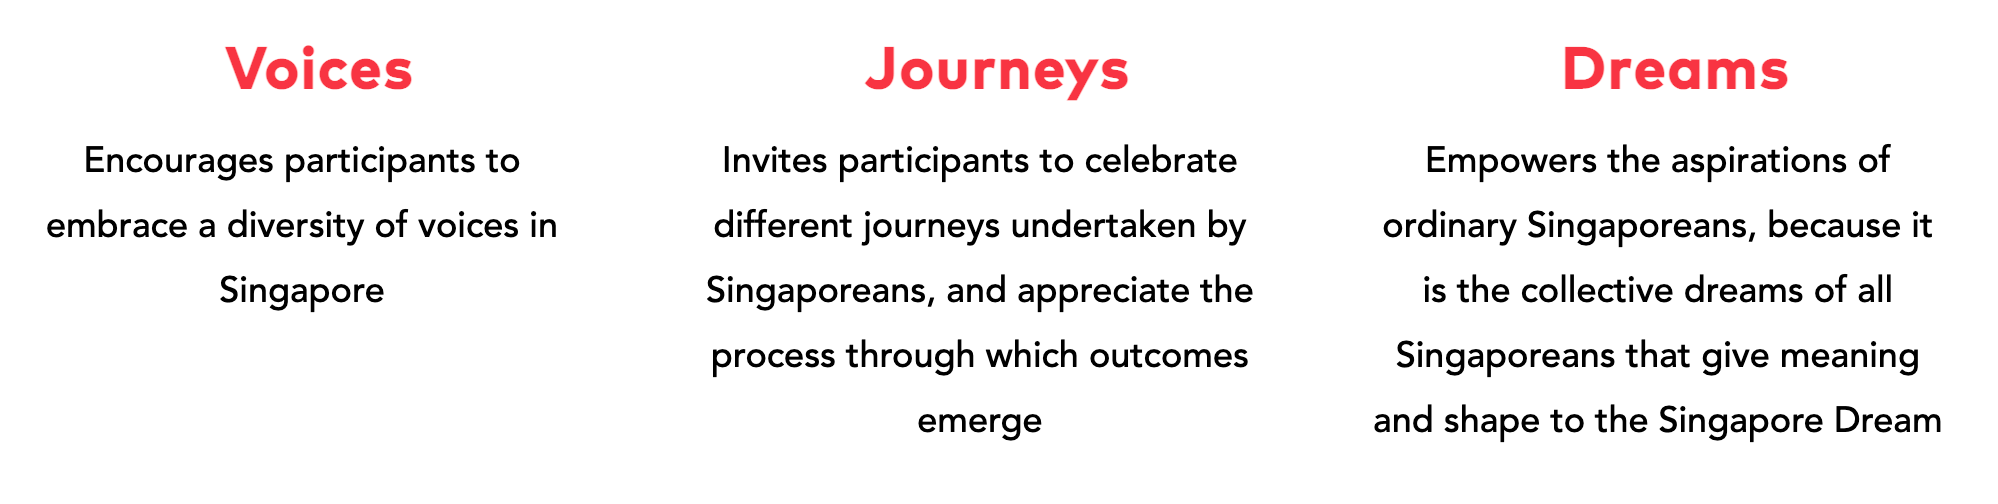 Voices
Encourages participants to
embrace a diversity of voices in
Singapore
Journeys
Invites participants to celebrate
different journeys undertaken by
Singaporeans, and appreciate the
process through which outcomes
emerge
Dreams
Empowers the aspirations of
ordinary Singaporeans, because it
is the collective dreams of all
Singaporeans that give meaning
and shape to the Singapore Dream